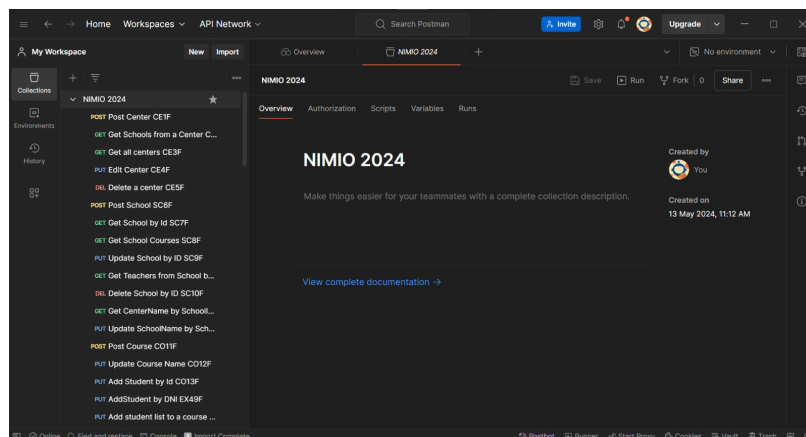 Home Workspaces API Network Search Postman Invite Upgrade
My Workspace New Import Overview NIMIO 2024 No environment
Collections
Environments
History
NIMIO 2024
POST Post Center CE1F
GET Get Schools from a Center C...
GET Get all centers CE3F
PUT Edit Center CE4F
DEL Delete a center CE5F
POST Post School SC6F
GET Get School by Id SC7F
GET Get School Courses SC8F
PUT Update School by ID SC9F
GET Get Teachers from School b...
DEL Delete School by ID SC10F
GET Get CenterName by Schooll...
PUT Update SchoolName by Sch...
POST Post Course CO11F
PUT Update Course Name CO12F
PUT Add Student by Id CO13F
PUT AddStudent by DNI EX49F
PUT Add student list to a course ...
NIMIO 2024 Save Run Fork 0 Share
Overview Authorization Scripts Variables Runs
NIMIO 2024
Make things easier for your teammates with a complete collection description.
View complete documentation →
Created by
You
Created on
13 May 2024, 11:12 AM
Online Find and replace Console Import Complete Postbot Runner Start Proxy Cookies Vault Trash